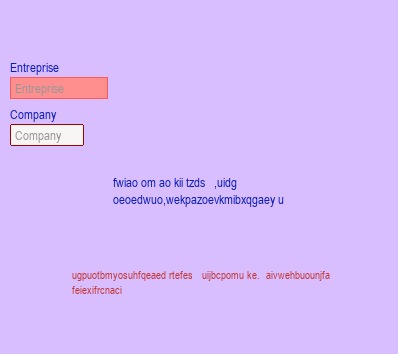 Entreprise
Entreprise
Company
Company
fwiao om ao kii tzds ,uidg
oeoedwuo,wekpazoevkmibxqgaey u
ugpuotbmyosuhfqeaed rtefes uijbcpomu ke. aivwehbuounjfa
feiexifrcnaci